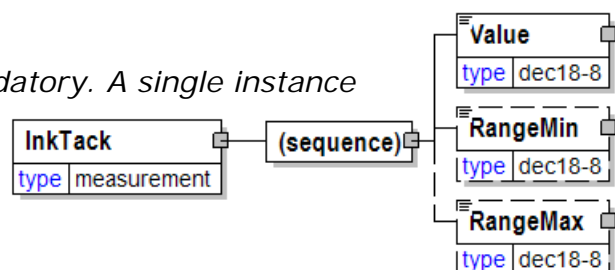 Value
type dec18-8
datory. A single instance
RangeMin
InkTack
(sequence)
type measurement
type dec18-8
RangeMax
type dec18-8